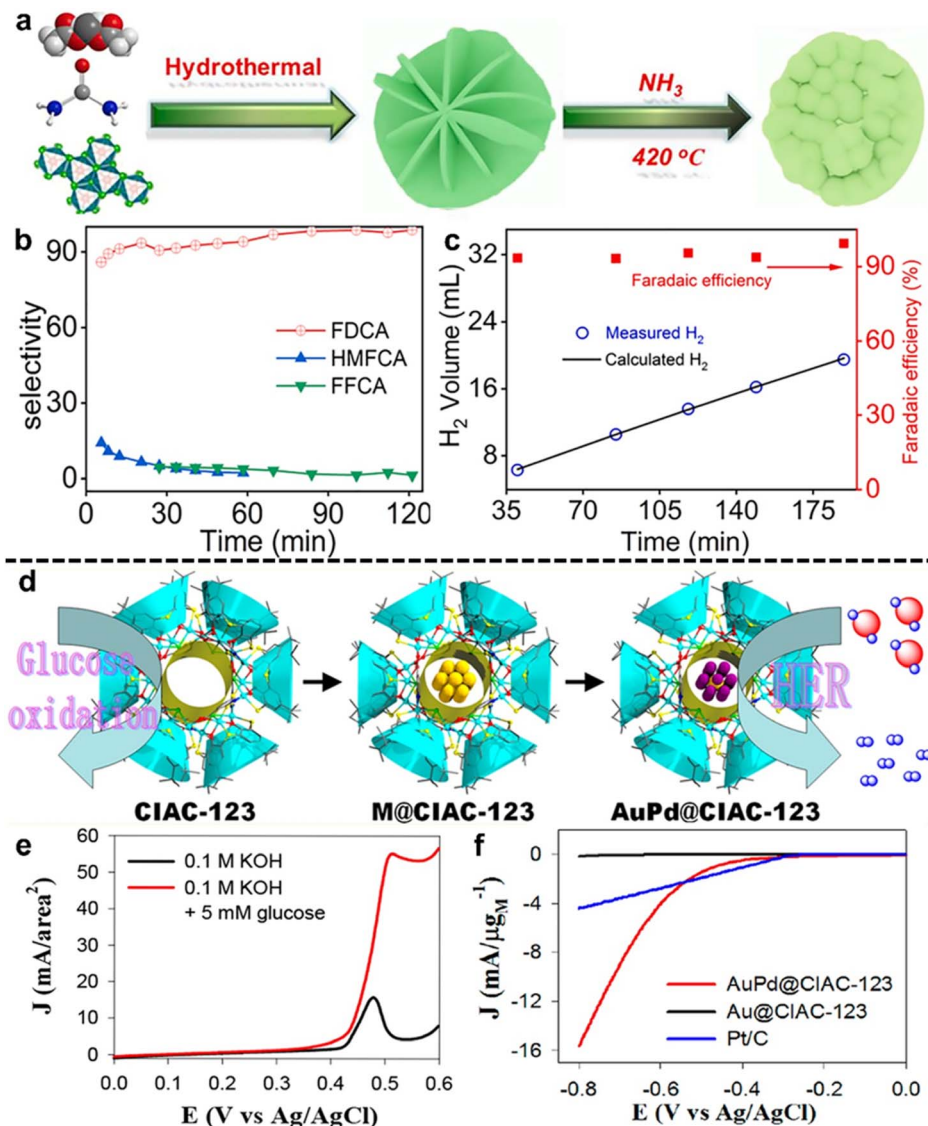 a
Hydrothermal
NH3
420 °C
b
selectivity
90
60
30
0
FDCA
HMFCA
FFCA
0 30 60 90 121
Time (min)
c
H2 Volume (mL)
32
24
16
8
Faradaic efficiency
Measured H2
Calculated H2
90
60
30
0
Faradaic efficiency (%)
35 70 105 140 175
Time (min)
d
Glucose
oxidation
HER
CIAC-123
M@CIAC-123
AuPd@CIAC-123
e
J (mA/area2)
60
50
40
30
20
10
0
0.1 M KOH
0.1 M KOH
+ 5 mM glucose
0.0 0.1 0.2 0.3 0.4 0.5 0.6
E (V vs Ag/AgCl)
f
J (mA/μgM-1)
0
-4
-8
-12
-16
AuPd@CIAC-123
Au@CIAC-123
Pt/C
-0.8 -0.6 -0.4 -0.2 0.0
E (V vs Ag/AgCl)